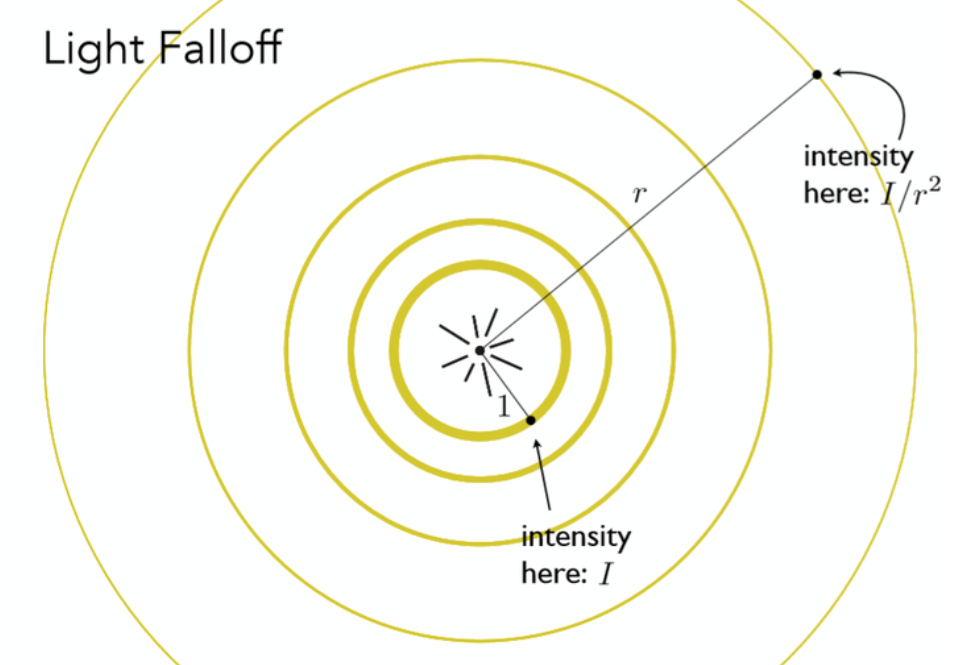 Light Falloff
intensity
here: I/r²
r
1
intensity
here: I